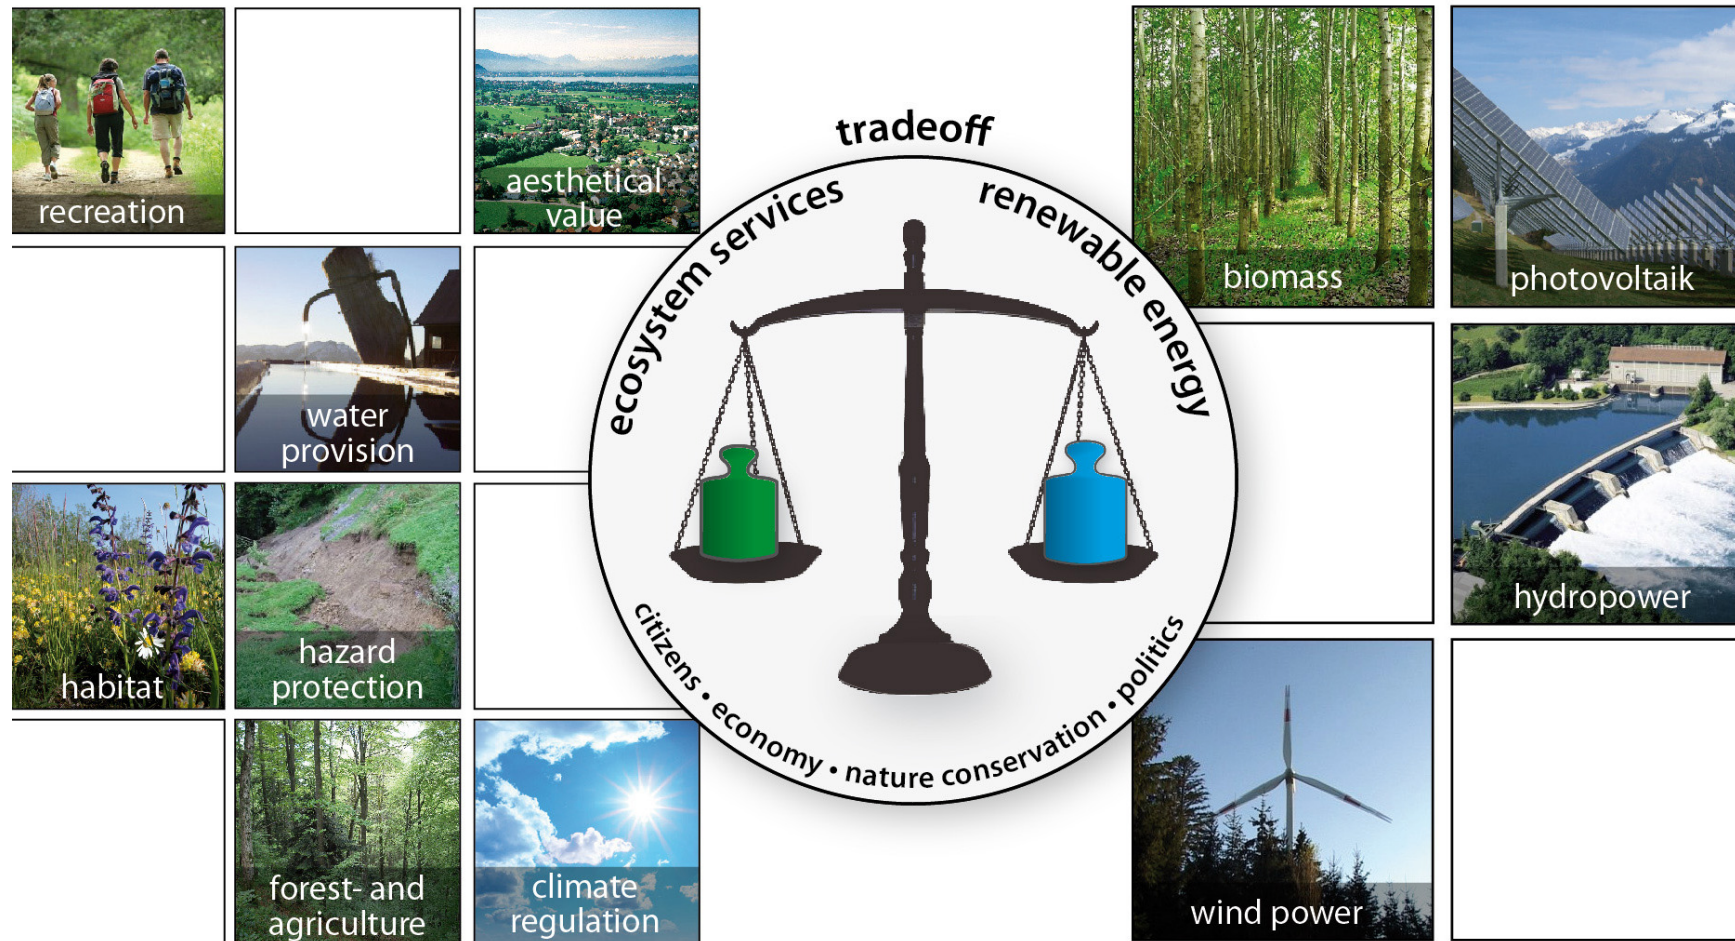 recreation
aesthetical
value
water
provision
habitat
hazard
protection
forest- and
agriculture
climate
regulation
tradeoff
ecosystem services
renewable energy
citizens • economy • nature conservation • politics
biomass
photovoltaik
hydropower
wind power